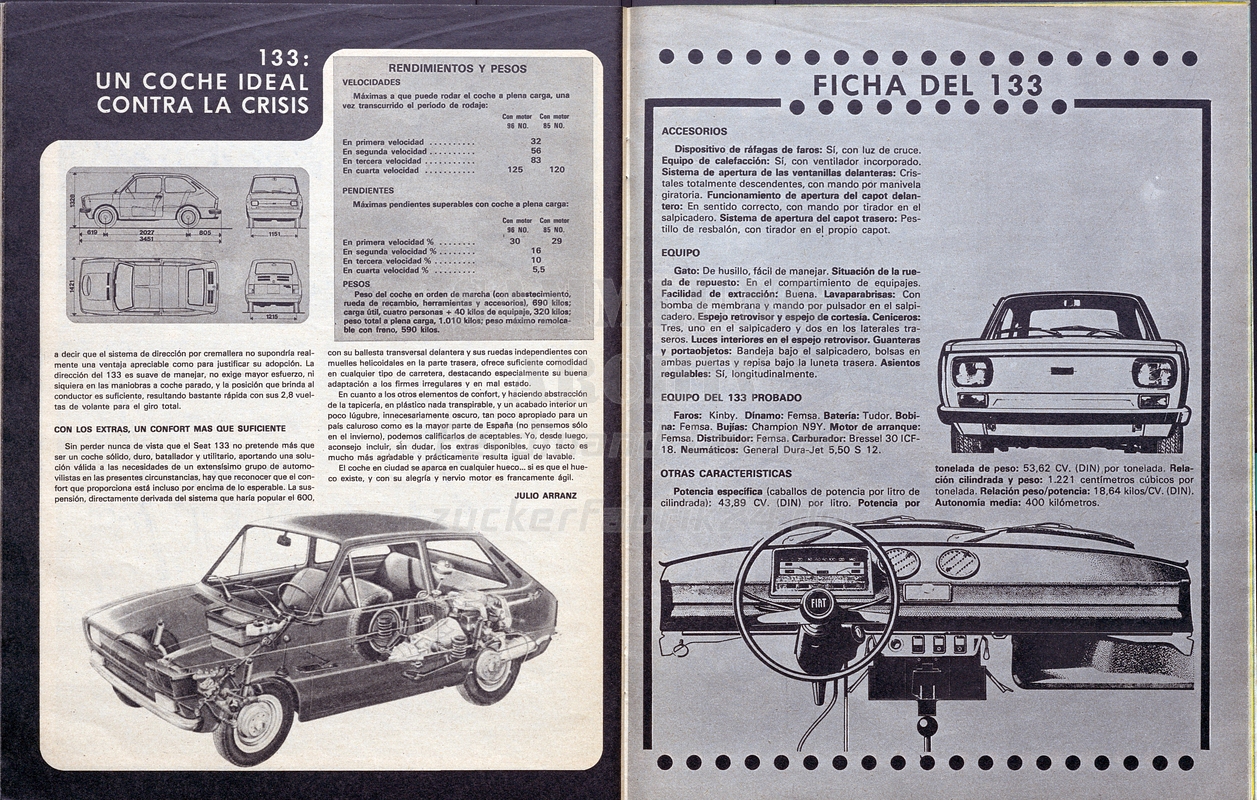 133:
UN COCHE IDEAL
CONTRA LA CRISIS
1320
619
2027
805
3451
1151
1421
1215
RENDIMIENTOS Y PESOS
VELOCIDADES
Máximas a que puede rodar el coche a plena carga, una
vez transcurrido el período de rodaje:
Con motor Con motor
96 NO. 85 NO.
En primera velocidad .......... 32
En segunda velocidad .......... 56
En tercera velocidad ........... 83
En cuarta velocidad ........... 125 120
PENDIENTES
Máximas pendientes superables con coche a plena carga:
Con motor Con motor
96 NO. 85 NO.
En primera velocidad % ........ 30 29
En segunda velocidad % ........ 16
En tercera velocidad % ........ 10
En cuarta velocidad % ........ 5,5
PESOS
Peso del coche en orden de marcha (con abastecimiento,
rueda de recambio, herramientas y accesorios), 690 kilos;
carga útil, cuatro personas + 40 kilos de equipaje, 320 kilos;
peso total a plena carga, 1.010 kilos; peso máximo remolca-
ble con freno, 590 kilos.
a decir que el sistema de dirección por cremallera no supondría real-
mente una ventaja apreciable como para justificar su adopción. La
dirección del 133 es suave de manejar, no exige mayor esfuerzo, ni
siquiera en las maniobras a coche parado, y la posición que brinda al
conductor es suficiente, resultando bastante rápida con sus 2,8 vuel-
tas de volante para el giro total.
CON LOS EXTRAS, UN CONFORT MAS QUE SUFICIENTE
Sin perder nunca de vista que el Seat 133 no pretende más que
ser un coche sólido, duro, batallador y utilitario, aportando una solu-
ción válida a las necesidades de un extensísimo grupo de automo-
vilistas en las presentes circunstancias, hay que reconocer que el con-
fort que proporciona está incluso por encima de lo esperable. La sus-
pensión, directamente derivada del sistema que haría popular el 600,
con su ballesta transversal delantera y sus ruedas independientes con
muelles helicoidales en la parte trasera, ofrece suficiente comodidad
en cualquier tipo de carretera, destacando especialmente su buena
adaptación a los firmes irregulares y en mal estado.
En cuanto a los otros elementos de confort, y haciendo abstracción
de la tapicería, en plástico nada transpirable, y un acabado interior un
poco lúgubre, innecesariamente oscuro, tan poco apropiado para un
país caluroso como es la mayor parte de España (no pensemos sólo
en el invierno), podemos calificarlos de aceptables. Yo, desde luego,
aconsejo incluir, sin dudar, los extras disponibles, cuyo tacto es
mucho más agradable y prácticamente resulta igual de lavable.
El coche en ciudad se aparca en cualquier hueco... si es que el hue-
co existe, y con su alegría y nervio motor es francamente ágil.
JULIO ARRANZ
zuckerfabrik24.de
FICHA DEL 133
ACCESORIOS
Dispositivo de ráfagas de faros: Sí, con luz de cruce.
Equipo de calefacción: Sí, con ventilador incorporado.
Sistema de apertura de las ventanillas delanteras: Cris-
tales totalmente descendentes, con mando por manivela
giratoria. Funcionamiento de apertura del capot delan-
tero: En sentido correcto, con mando por tirador en el
salpicadero. Sistema de apertura del capot trasero: Pes-
tillo de resbalón, con tirador en el propio capot.
EQUIPO
Gato: De husillo, fácil de manejar. Situación de la rue-
da de repuesto: En el compartimento de equipajes.
Facilidad de extracción: Buena. Lavaparabrisas: Con
bomba de membrana y mando por pulsador en el salpi-
cadero. Espejo retrovisor y espejo de cortesía. Ceniceros:
Tres, uno en el salpicadero y dos en los laterales tra-
seros. Luces interiores en el espejo retrovisor. Guanteras
y portaobjetos: Bandeja bajo el salpicadero, bolsas en
ambas puertas y repisa bajo la luneta trasera. Asientos
regulables: Sí, longitudinalmente.
EQUIPO DEL 133 PROBADO
Faros: Kinby. Dínamo: Femsa. Batería: Tudor. Bobi-
na: Femsa. Bujías: Champion N9Y. Motor de arranque:
Femsa. Distribuidor: Femsa. Carburador: Bressel 30 ICF-
18. Neumáticos: General Dura-Jet 5,50 S 12.
OTRAS CARACTERISTICAS
Potencia específica (caballos de potencia por litro de
cilindrada): 43,89 CV. (DIN) por litro. Potencia por
tonelada de peso: 53,62 CV. (DIN) por tonelada. Rela-
ción cilindrada y peso: 1.221 centímetros cúbicos por
tonelada. Relación peso/potencia: 18,64 kilos/CV. (DIN).
Autonomía media: 400 kilómetros.
FIAT